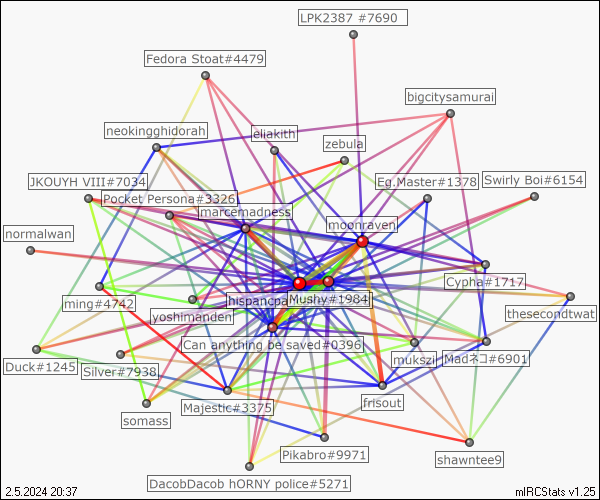 LPK2387 #7690
Fedora Stoat#4479
bigcitysamurai
neokingghidorah
eliakith
zebula
JKOUYH VIII#7034
Eg.Master#1378
Swirly Boi#6154
Pocket Persona#3326
marcemadness
moonraven
normalwan
Cypha#1717
ming#4742
hispancpa
Mushy#1984
yoshimanden
thesecondtwat
Can anything be saved#0396
mukszi
Madネコ#6901
Duck#1245
Silver#7938
somass
Majestic#3375
frisout
Pikabro#9971
shawntee9
DacobDacob hORNY police#5271
2.5.2024 20:37
mIRCStats v1.25